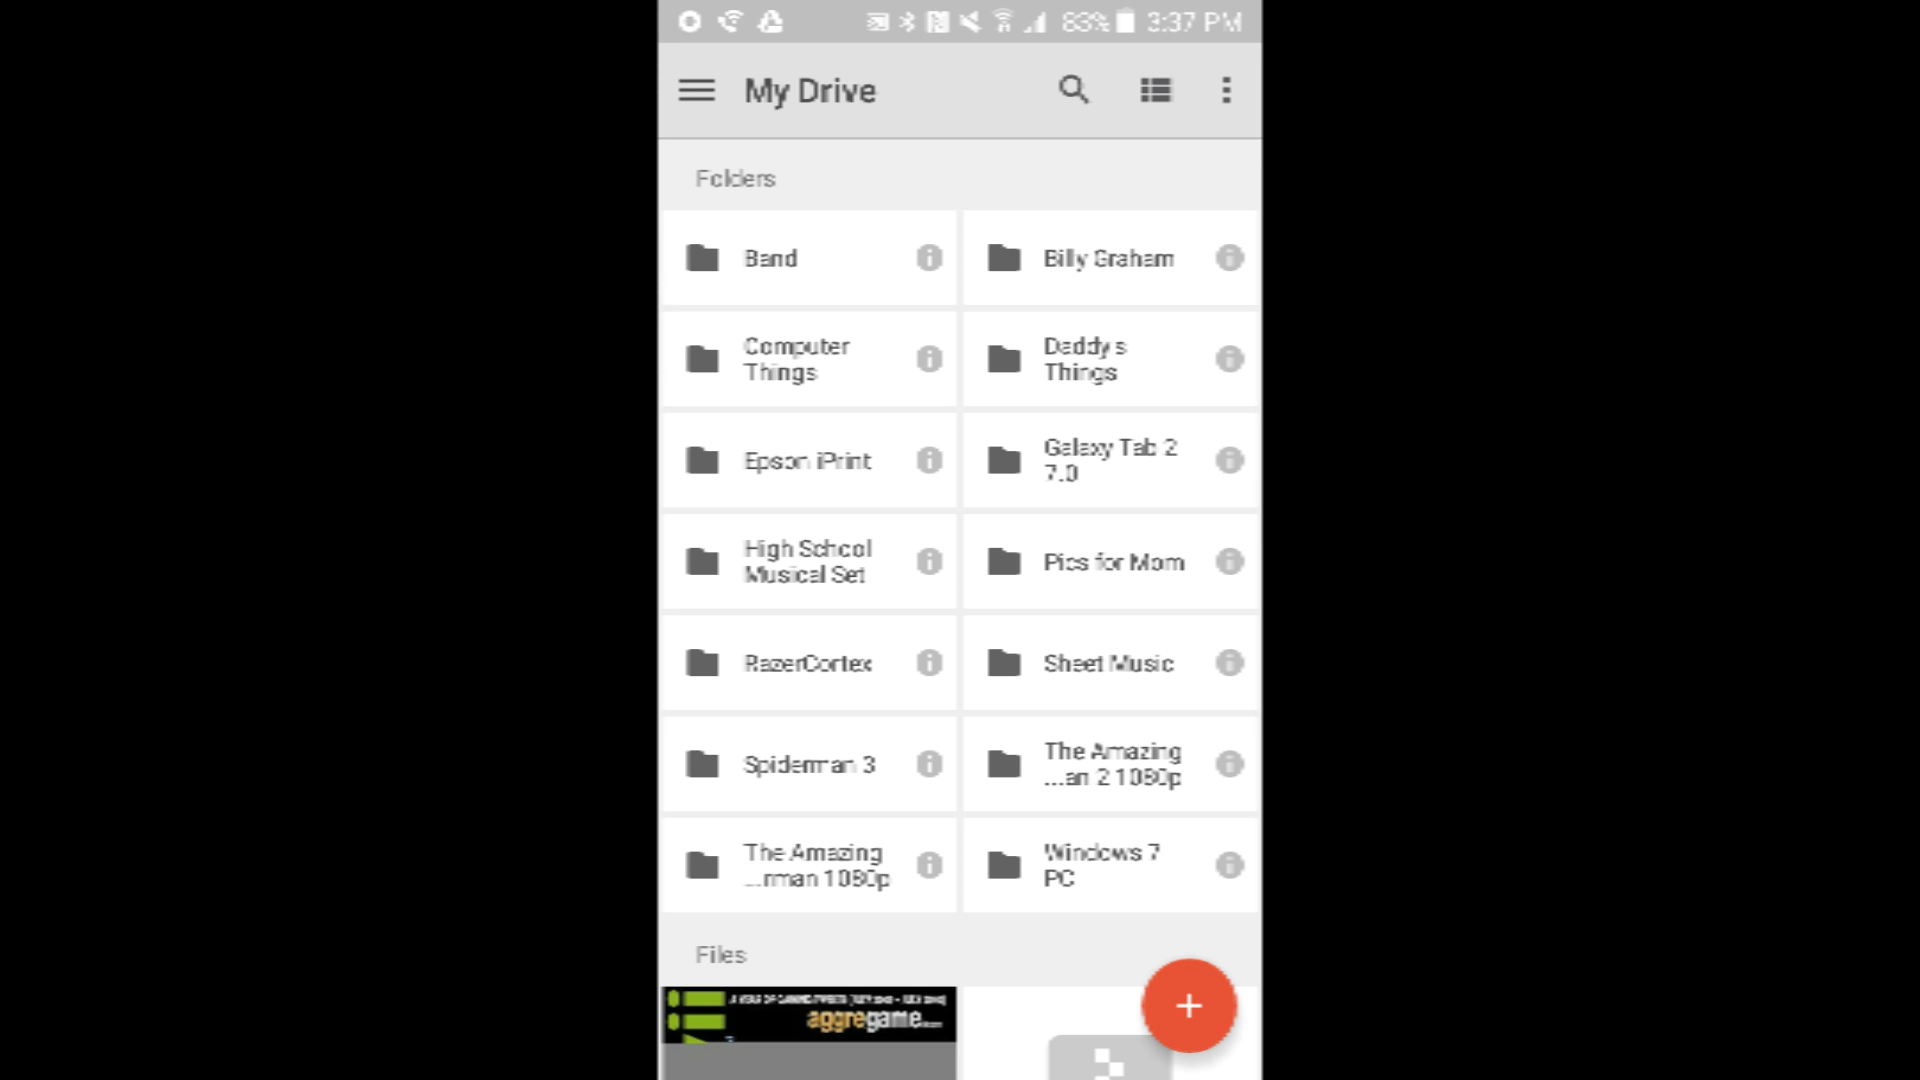 83% 3:37 PM
My Drive
Folders
Band
Billy Graham
Computer
Things
Daddy's
Things
Epson iPrint
Galaxy Tab 2
7.0
High School
Musical Set
Pics for Mom
RazerCortex
Sheet Music
Spiderman 3
The Amazing
...an 2 1080p
The Amazing
...rman 1080p
Windows 7
PC
Files
aggregame